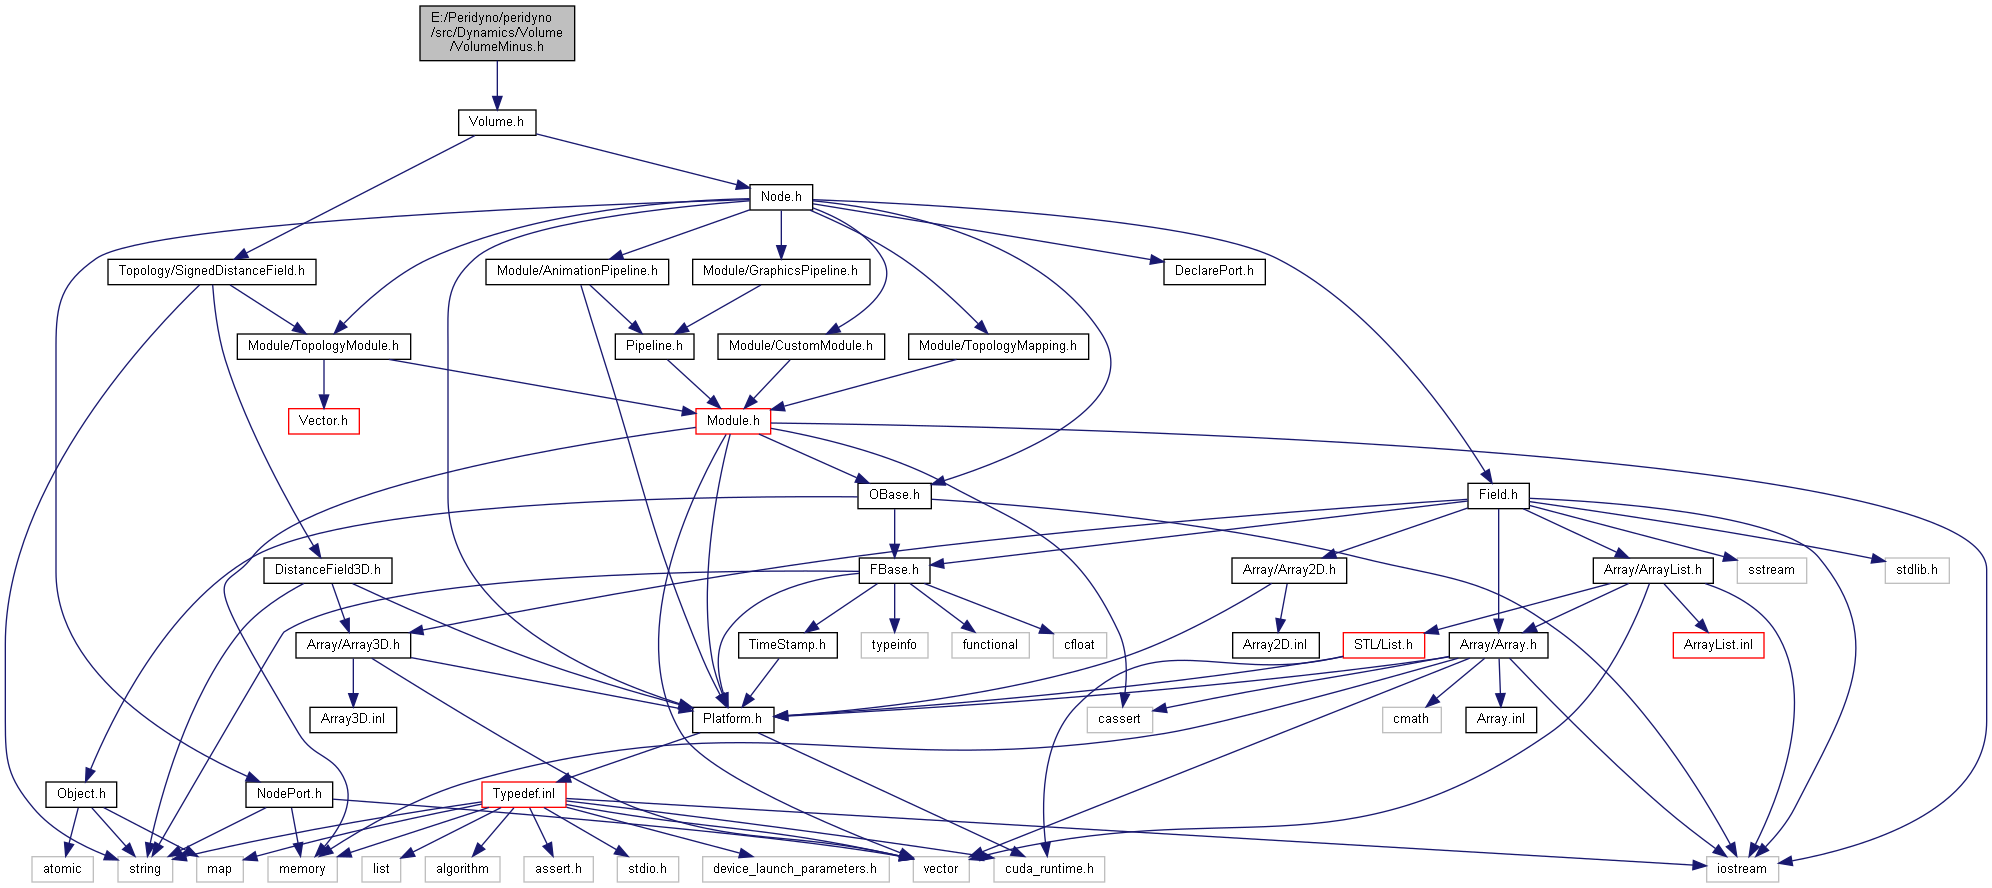 E:/Peridyno/peridyno
/src/Dynamics/Volume
/VolumeMinus.h
Volume.h
Node.h
Topology/SignedDistanceField.h
Module/AnimationPipeline.h
Module/GraphicsPipeline.h
DeclarePort.h
Module/TopologyModule.h
Pipeline.h
Module/CustomModule.h
Module/TopologyMapping.h
Vector.h
Module.h
OBase.h
Field.h
DistanceField3D.h
FBase.h
Array/Array2D.h
Array/ArrayList.h
sstream
stdlib.h
Array/Array3D.h
TimeStamp.h
typeinfo
functional
cfloat
Array2D.inl
STL/List.h
Array/Array.h
ArrayList.inl
Array3D.inl
Platform.h
cassert
cmath
Array.inl
Object.h
NodePort.h
Typedef.inl
atomic
string
map
memory
list
algorithm
assert.h
stdio.h
device_launch_parameters.h
vector
cuda_runtime.h
iostream